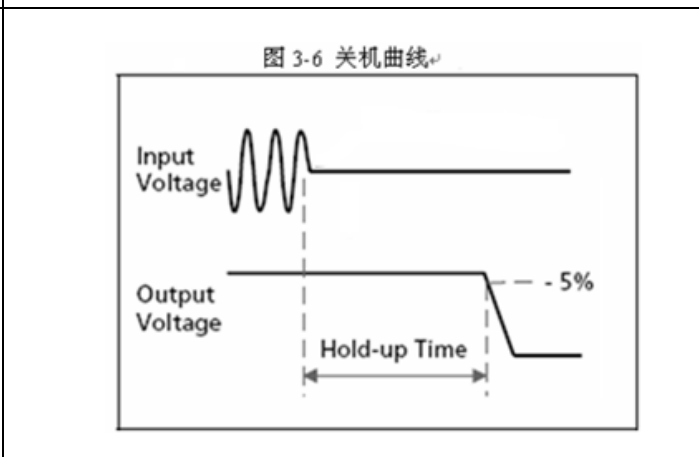 图 3-6 关机曲线↵
Input
Voltage
- 5%
Output
Voltage
Hold-up Time